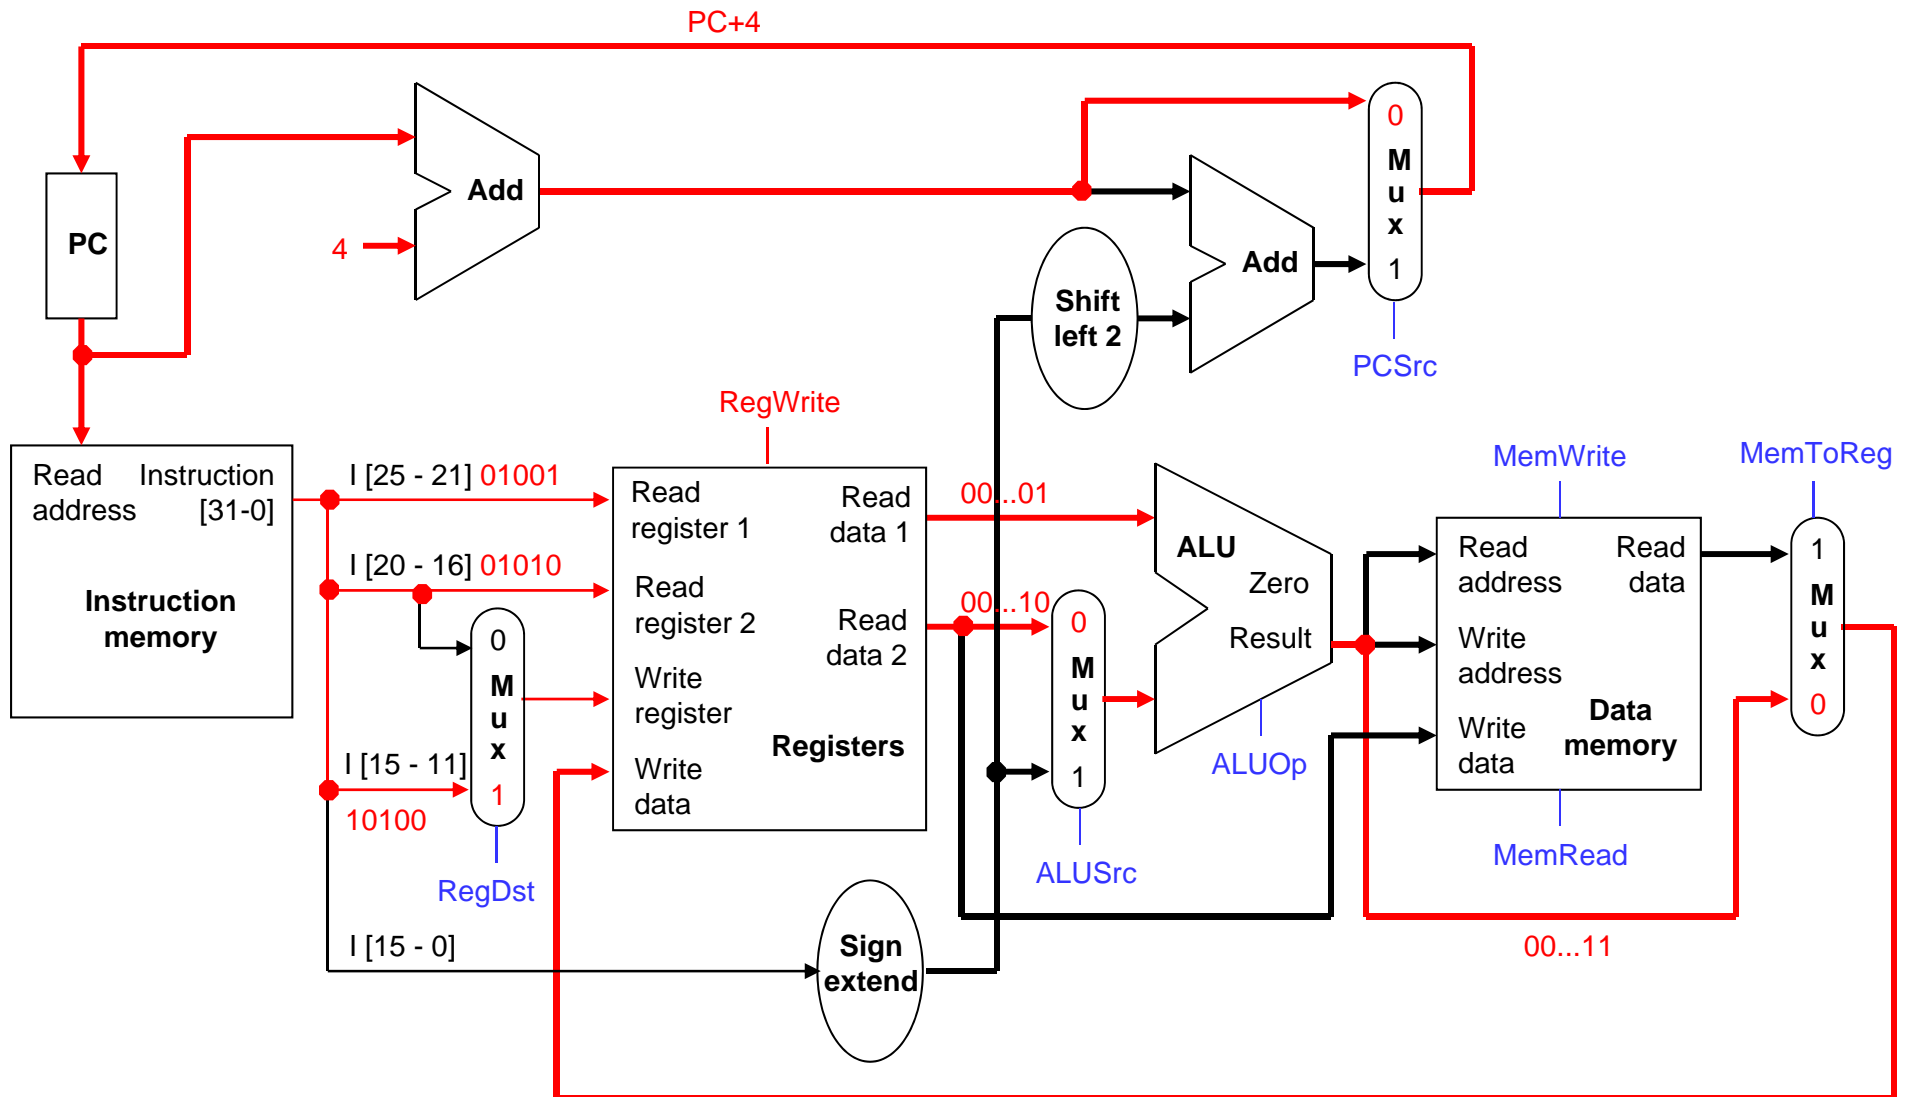 PC+4
0
M
u
x
1
Add
PC
4
Add
Shift
left 2
PCSrc
RegWrite
MemWrite
MemToReg
Read address
Instruction [31-0]
Instruction
memory
I [25 - 21] 01001
I [20 - 16] 01010
0
M
u
x
1
I [15 - 11]
10100
RegDst
I [15 - 0]
Read
register 1
Read
data 1
Read
register 2
Read
data 2
Write
register
Registers
Write
data
00...01
00...10
0
M
u
x
1
ALUSrc
ALU
Zero
Result
ALUOp
Read
address
Read
data
Write
address
Data
memory
Write
data
MemRead
1
M
u
x
0
00...11
Sign
extend